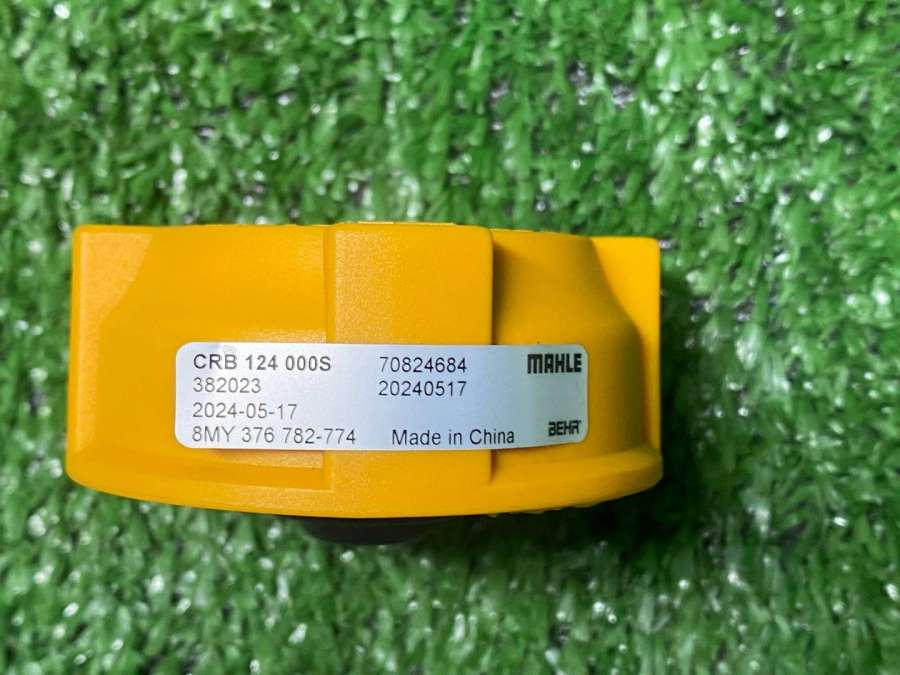 CRB 124 000S 70824684 MAHLE
382023 20240517
2024-05-17
8MY 376 782-774 Made in China BEHR